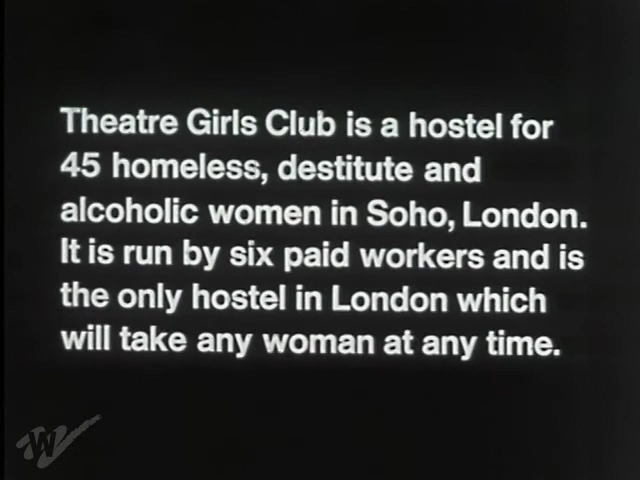 Theatre Girls Club is a hostel for
45 homeless, destitute and
alcoholic women in Soho, London.
It is run by six paid workers and is
the only hostel in London which
will take any woman at any time.
W